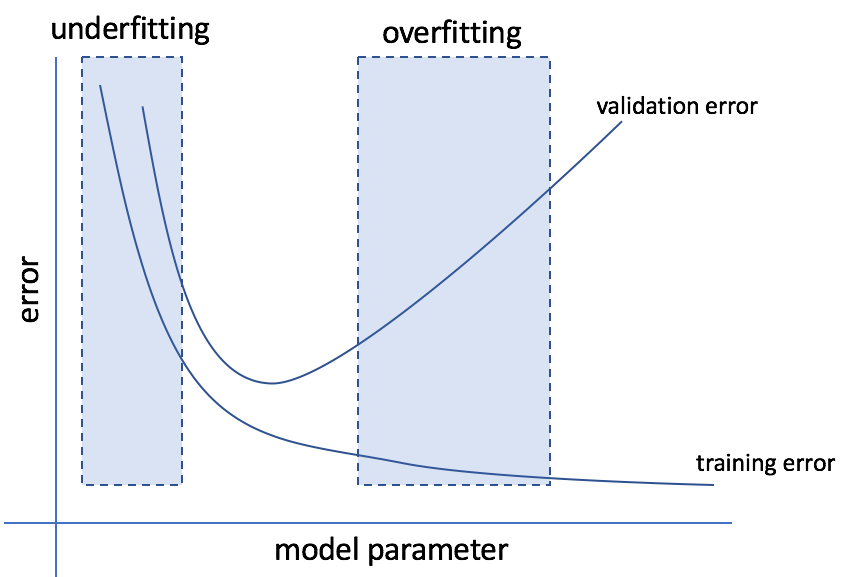 underfitting
overfitting
validation error
error
training error
model parameter